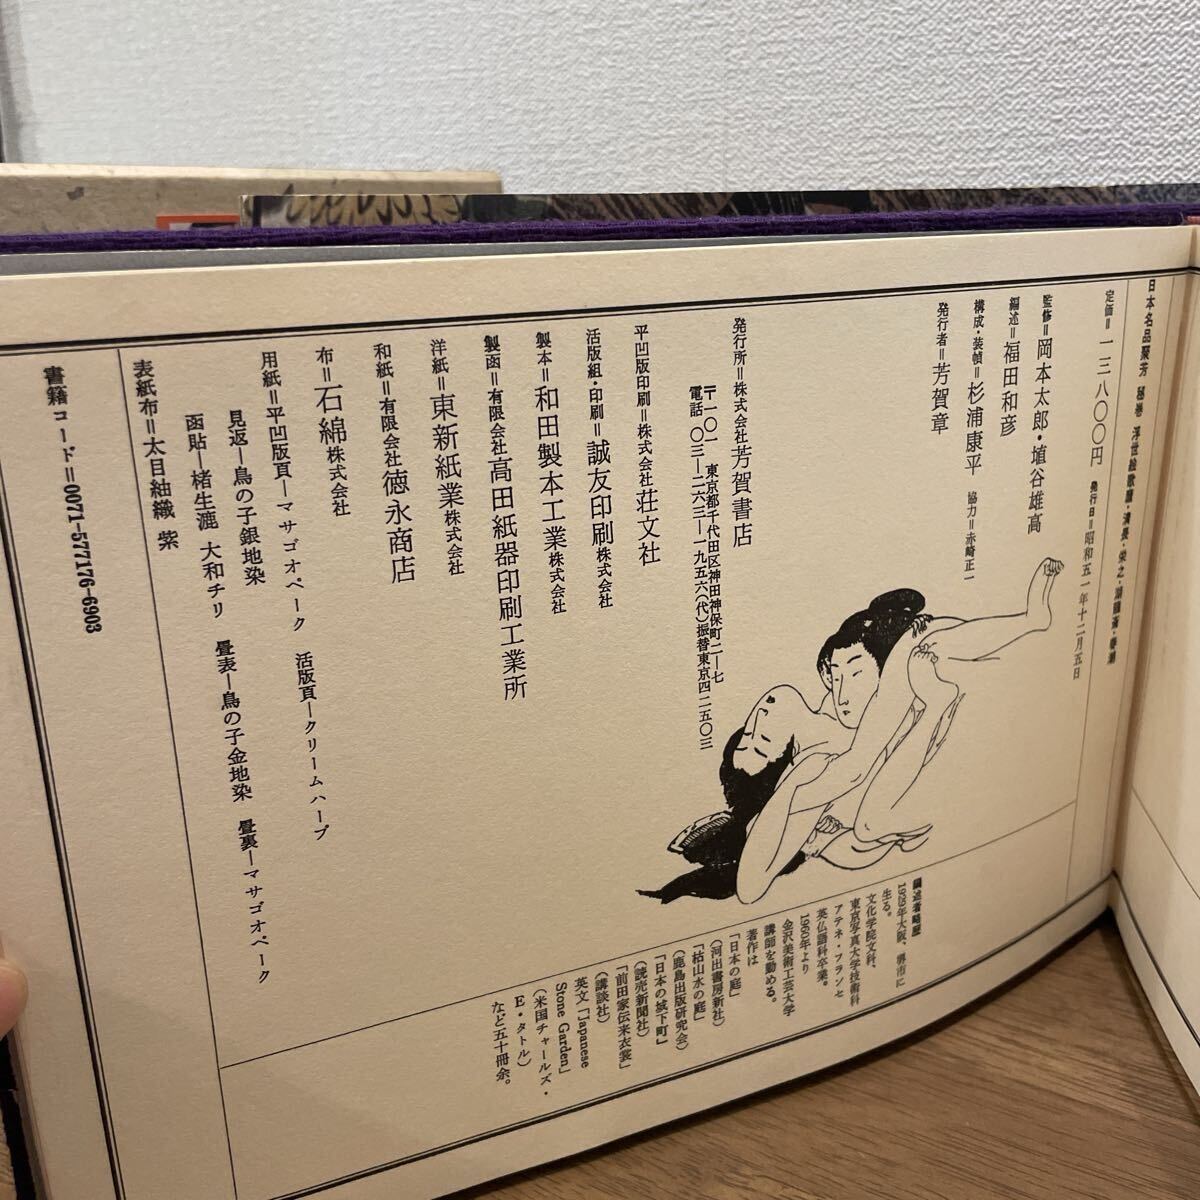 日本名品聚芳　秘巻　浮世絵歌麿・清長・栄之・湖龍斎・春潮
定価＝一三八〇〇円　発行日＝昭和五一年十二月五日
監修＝岡本太郎・埴谷雄高
編述＝福田和彦
構成・装幀＝杉浦康平　協力＝赤崎正一
発行者＝芳賀章
発行所＝株式会社芳賀書店
〒一〇一　東京都千代田区神田神保町二ー七
電話　〇三ー二六三ー一九五六（代）振替東京四ー二五〇三
平凹版印刷＝株式会社荘文社
活版組・印刷＝誠友印刷株式会社
製本＝和田製本工業株式会社
製函＝有限会社高田紙器印刷工業所
洋紙＝東新紙業株式会社
和紙＝有限会社徳永商店
布＝石綿株式会社
用紙＝平凹版頁ーマサゴオペーク　活版頁ークリームハープ
見返ー鳥の子銀地染　畳表ー鳥の子金地染　畳裏ーマサゴオペーク
函貼ー楮生漉　大和チリ
表紙布＝太目紬織　紫
書籍コード＝0071-577176-6903
編述者略歴
1929年大阪、堺市に
生る。
文化学院文科、
東京写真大学技術科
アテネ・フランセ
英仏語科卒業。
1960年より
金沢美術工芸大学
講師を勤める。
著作は
「日本の庭」
（河出書房新社）
「枯山水の庭」
（鹿島出版研究会）
「日本の城下町」
（読売新聞社）
「前田家伝来衣裳」
（講談社）
英文「Japanese
Stone Garden」
（米国チャールズ・
E・タトル）
など五十冊余。